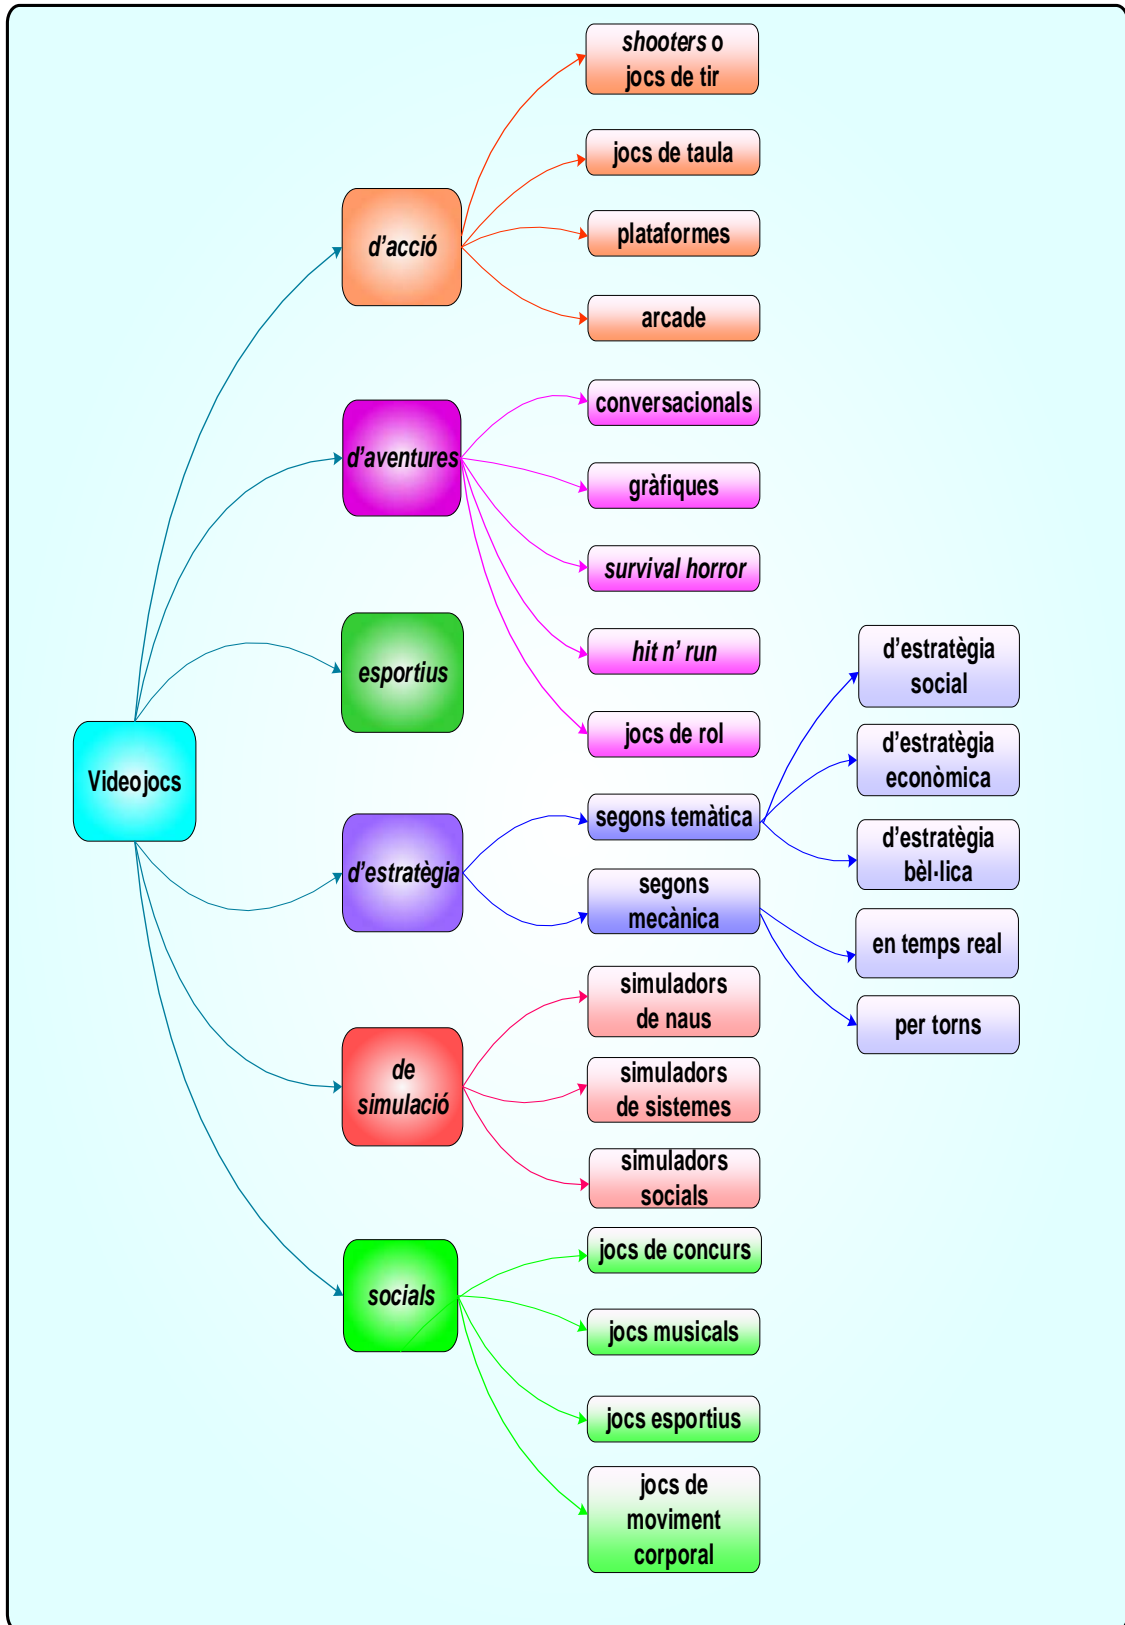 Videojocs
d'acció
shooters o
jocs de tir
jocs de taula
plataformes
arcade
d'aventures
conversacionals
gràfiques
survival horror
hit n' run
jocs de rol
esportius
d'estratègia
segons temàtica
d'estratègia
social
d'estratègia
econòmica
d'estratègia
bèl·lica
segons
mecànica
en temps real
per torns
de
simulació
simuladors
de naus
simuladors
de sistemes
simuladors
socials
socials
jocs de concurs
jocs musicals
jocs esportius
jocs de
moviment
corporal